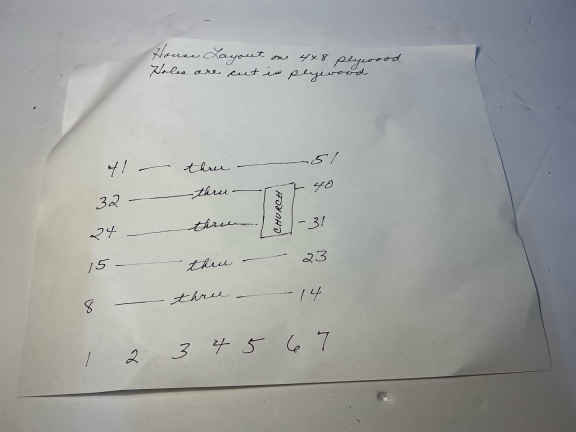 House Layout on 4x8 plywood
Holes are cut in plywood
41 — thru — 51
32 — thru — 40
CHURCH
24 — thru — 31
15 — thru — 23
8 — thru — 14
1 2 3 4 5 6 7